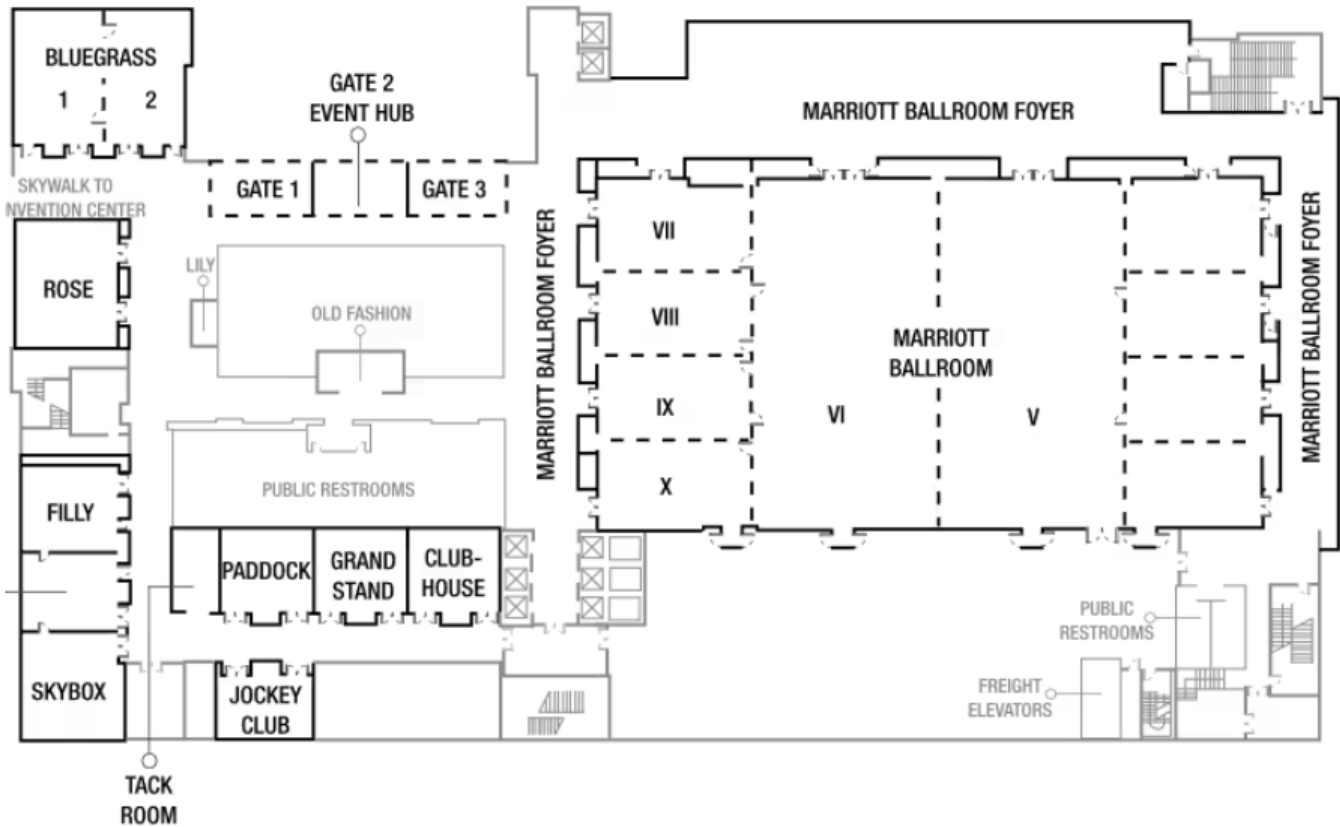 BLUEGRASS
1
2
GATE 2
EVENT HUB
MARRIOTT BALLROOM FOYER
SKYWALK TO
NVENTION CENTER
GATE 1
GATE 3
ROSE
LILY
OLD FASHION
MARRIOTT BALLROOM FOYER
VII
VIII
IX
X
MARRIOTT
BALLROOM
VI
V
MARRIOTT BALLROOM FOYER
PUBLIC RESTROOMS
FILLY
PADDOCK
GRAND
STAND
CLUB-
HOUSE
SKYBOX
JOCKEY
CLUB
TACK
ROOM
PUBLIC
RESTROOMS
FREIGHT
ELEVATORS